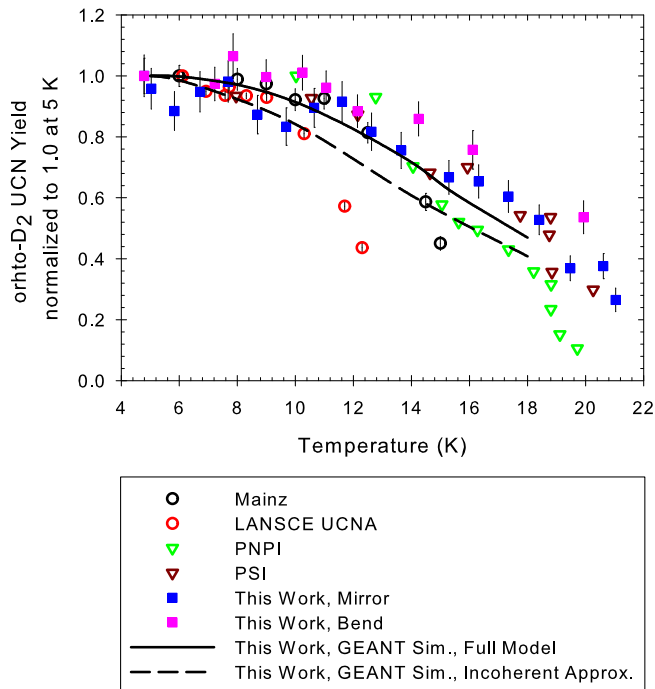 orhto-D2 UCN Yield
normalized to 1.0 at 5 K
1.2
1.0
0.8
0.6
0.4
0.2
0.0
4 6 8 10 12 14 16 18 20 22
Temperature (K)
Mainz
LANSCE UCNA
PNPI
PSI
This Work, Mirror
This Work, Bend
This Work, GEANT Sim., Full Model
This Work, GEANT Sim., Incoherent Approx.